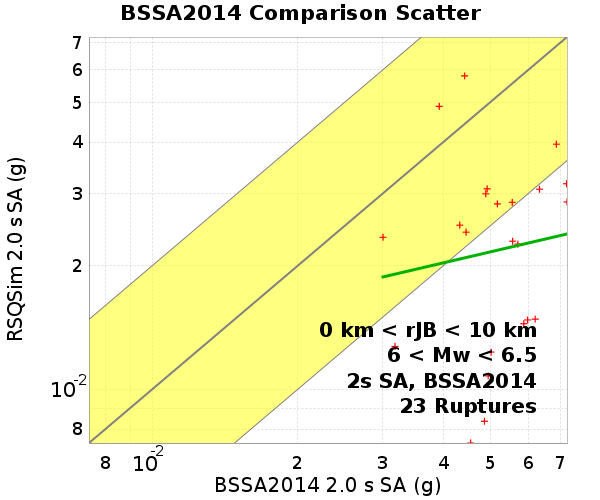 BSSA2014 Comparison Scatter
RSQSim 2.0 s SA (g)
7
6
5
4
3
2
10-2
8
0 km < rJB < 10 km
6 < Mw < 6.5
2s SA, BSSA2014
23 Ruptures
8 10-2 2 3 4 5 6 7
BSSA2014 2.0 s SA (g)